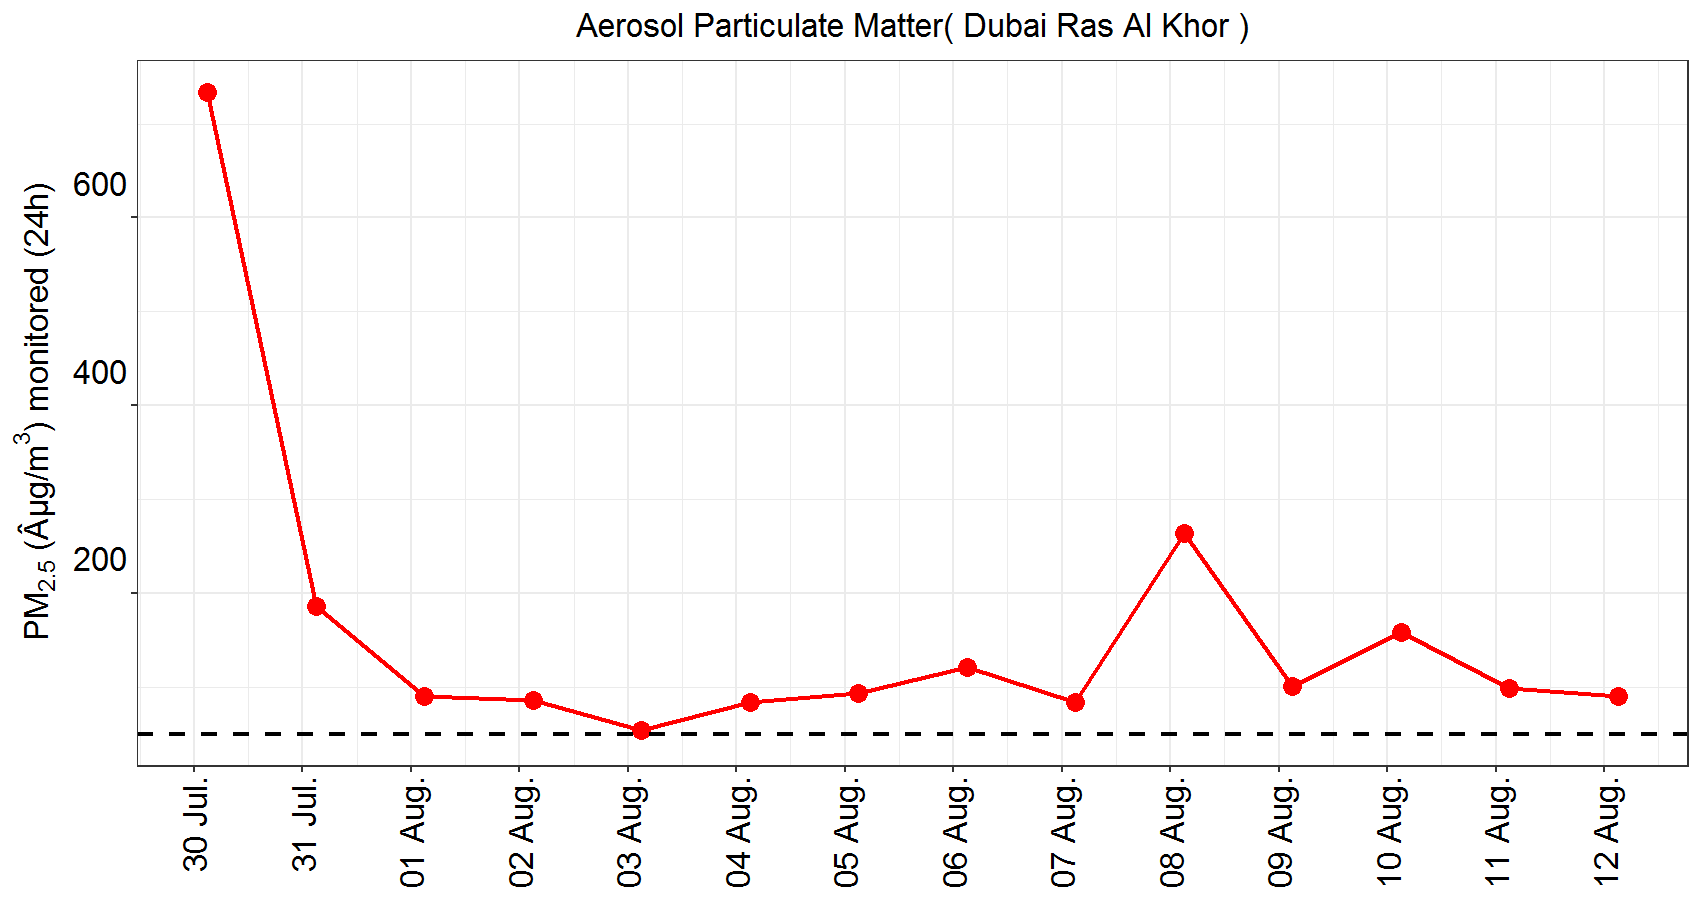 Aerosol Particulate Matter( Dubai Ras Al Khor )
PM2.5 (Âµg/m3) monitored (24h)
600
400
200
30 Jul.
31 Jul.
01 Aug.
02 Aug.
03 Aug.
04 Aug.
05 Aug.
06 Aug.
07 Aug.
08 Aug.
09 Aug.
10 Aug.
11 Aug.
12 Aug.